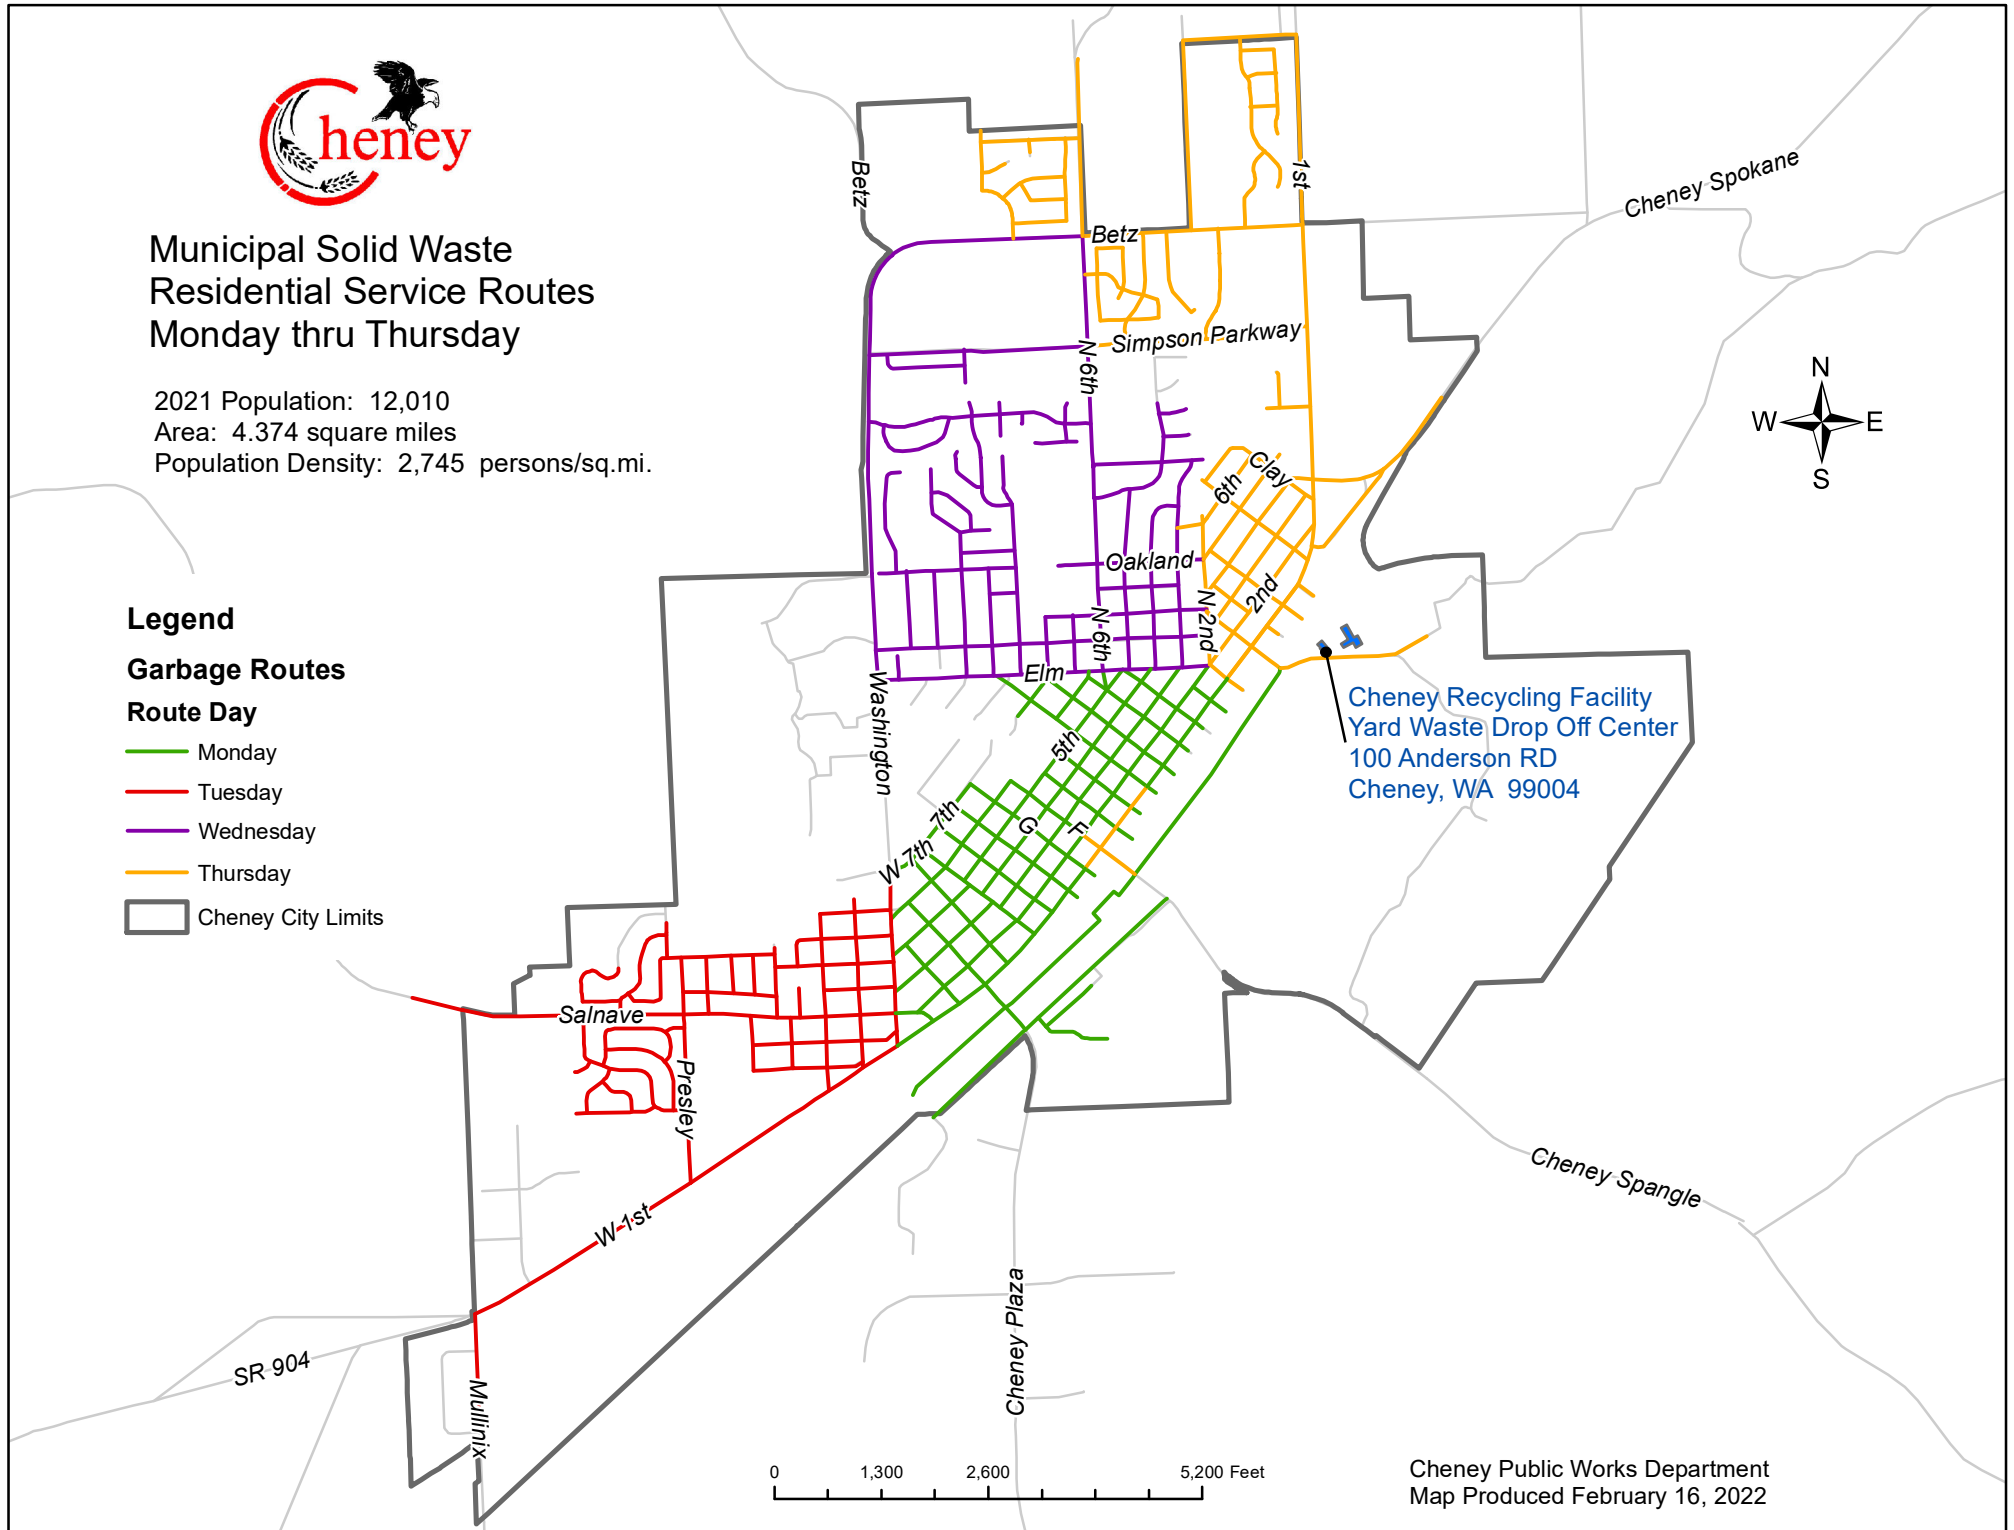 Cheney
Municipal Solid Waste
Residential Service Routes
Monday thru Thursday
2021 Population: 12,010
Area: 4.374 square miles
Population Density: 2,745 persons/sq.mi.
Legend
Garbage Routes
Route Day
Monday
Tuesday
Wednesday
Thursday
Cheney City Limits
Betz
1st
Cheney Spokane
Betz
Simpson Parkway
N 6th
N
W E
S
Clay
6th
Oakland
2nd
N 6th
N 2nd
Elm
Washington
Cheney Recycling Facility
Yard Waste Drop Off Center
100 Anderson RD
Cheney, WA 99004
5th
7th
G
F
W 7th
Salnave
Presley
W 1st
Cheney Spangle
Cheney Plaza
SR 904
Mullinix
0 1,300 2,600 5,200 Feet
Cheney Public Works Department
Map Produced February 16, 2022